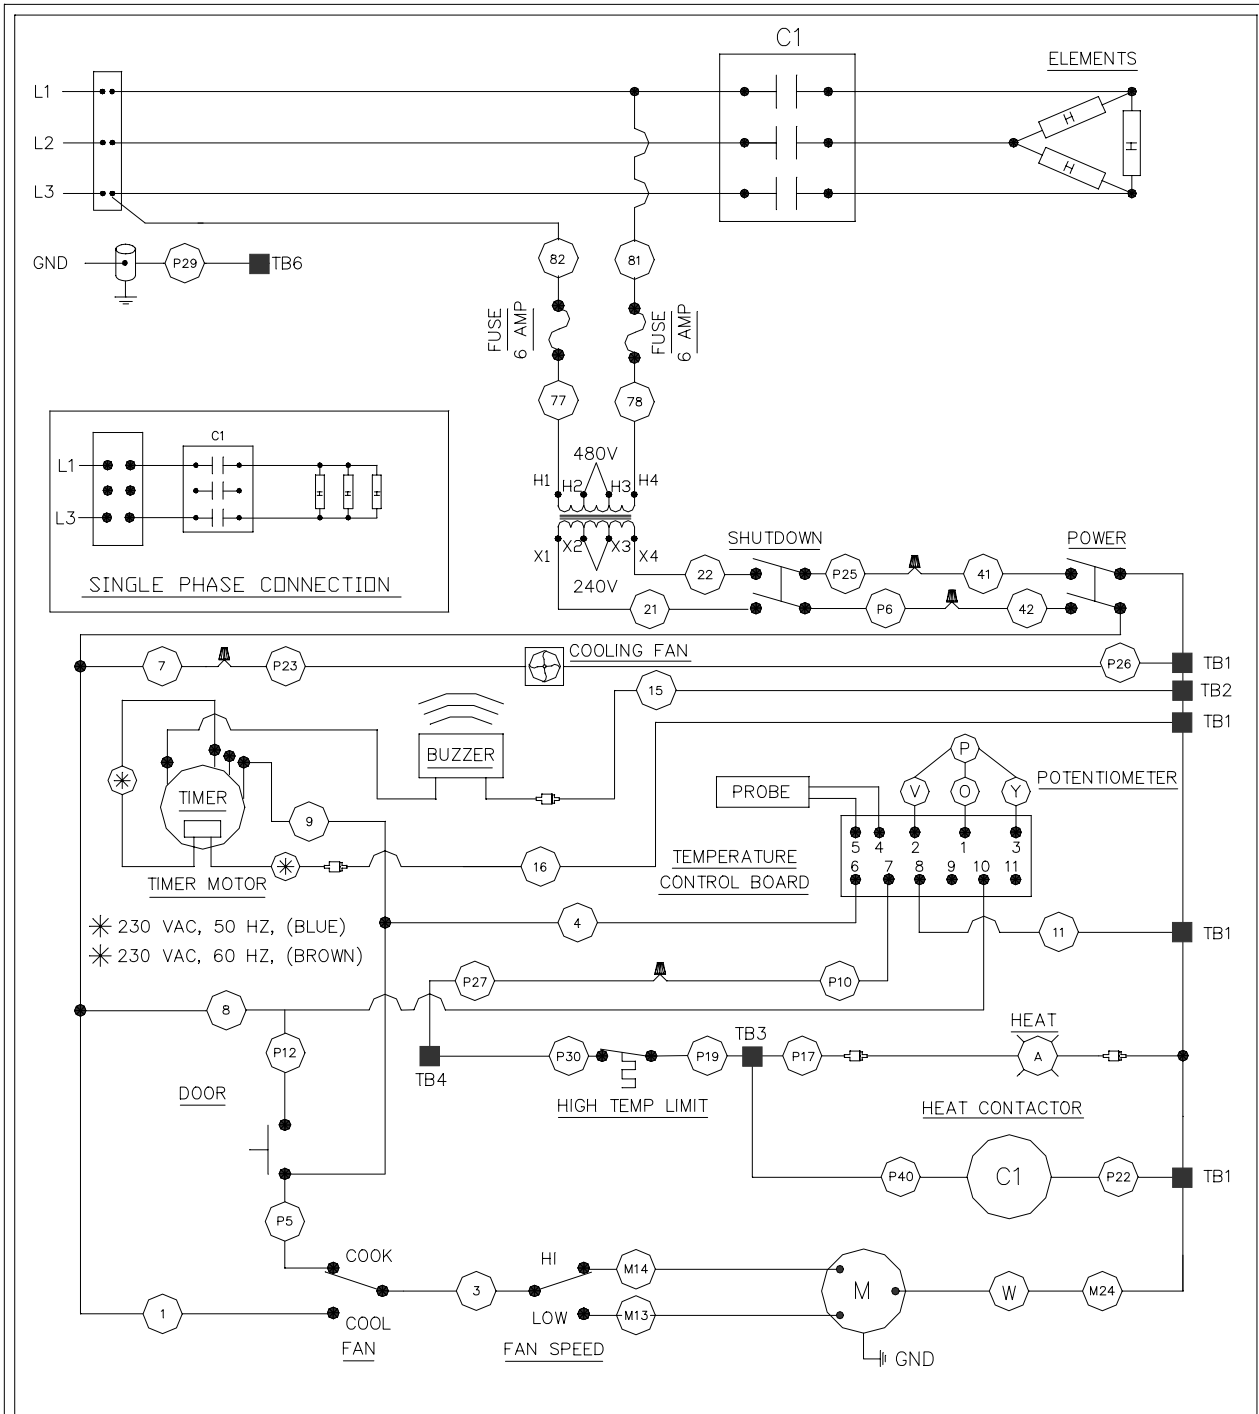 C1
ELEMENTS
L1
H
L2
H
H
L3
GND
P29
TB6
82
81
FUSE
6 AMP
FUSE
6 AMP
77
78
C1
L1
H
H
H
L3
SINGLE PHASE CONNECTION
480V
H1
H2
H3
H4
X1
X2
X3
X4
240V
SHUTDOWN
POWER
22
P25
41
21
P6
42
COOLING FAN
7
P23
P26
TB1
15
TB2
TB1
BUZZER
P
POTENTIOMETER
V
O
Y
PROBE
TIMER
9
5
4
2
1
3
TEMPERATURE
CONTROL BOARD
6
7
8
9
10
11
16
TIMER MOTOR
230 VAC, 50 HZ, (BLUE)
230 VAC, 60 HZ, (BROWN)
4
11
TB1
P27
P10
8
P12
TB3
HEAT
P30
P19
P17
A
TB4
DOOR
HIGH TEMP LIMIT
HEAT CONTACTOR
P40
C1
P22
TB1
P5
COOK
HI
M14
3
M
W
M24
1
COOL
LOW
M13
FAN
FAN SPEED
GND